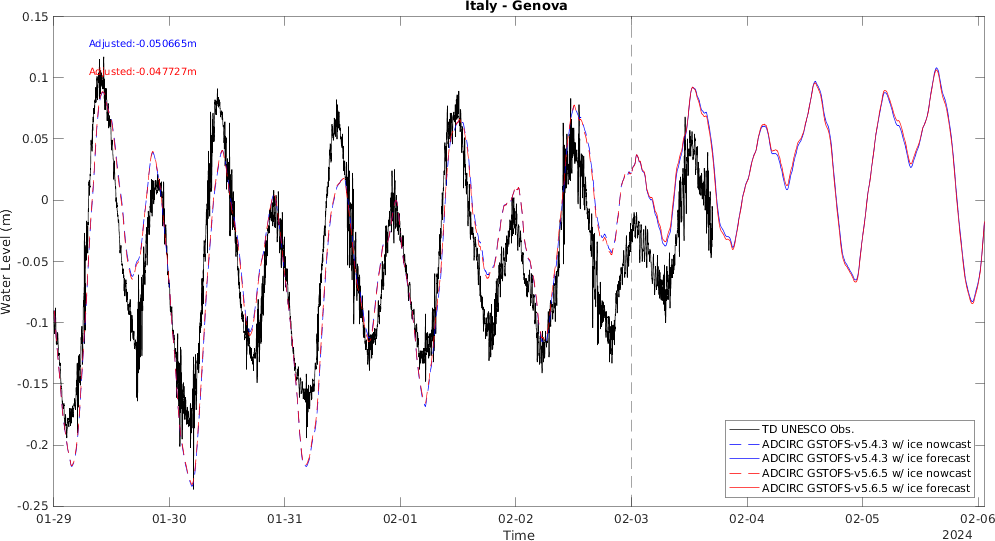 Italy - Genova
Adjusted:-0.050665m
Adjusted:-0.047727m
Water Level (m)
0.15
0.1
0.05
0
-0.05
-0.1
-0.15
-0.2
-0.25
TD UNESCO Obs.
ADCIRC GSTOFS-v5.4.3 w/ ice nowcast
ADCIRC GSTOFS-v5.4.3 w/ ice forecast
ADCIRC GSTOFS-v5.6.5 w/ ice nowcast
ADCIRC GSTOFS-v5.6.5 w/ ice forecast
01-29 01-30 01-31 02-01 02-02 02-03 02-04 02-05 02-06
Time
2024